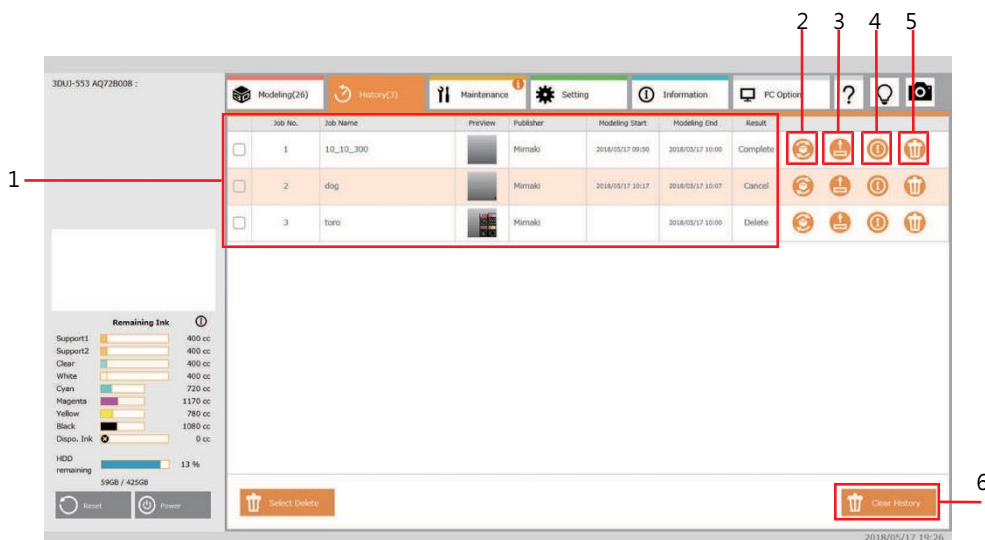 2 3 4 5
3DUJ-553 AQ72B008 :
Modeling(26) History(3) Maintenance Setting Information PC Option ?
Job No. Job Name PreView Publisher Modeling Start Modeling End Result
1 10_10_300 Mimaki 2018/05/17 09:50 2018/05/17 10:00 Complete
1
2 dog Mimaki 2018/05/17 10:17 2018/05/17 10:07 Cancel
3 toro Mimaki 2018/05/17 10:00 Delete
Remaining Ink
Support1 400 cc
Support2 400 cc
Clear 400 cc
White 400 cc
Cyan 720 cc
Magenta 1170 cc
Yellow 780 cc
Black 1080 cc
Dispo. Ink 0 cc
HDD
remaining 13 %
59GB / 425GB
6
Reset Power Select Delete Clear History
2018/05/17 19:26